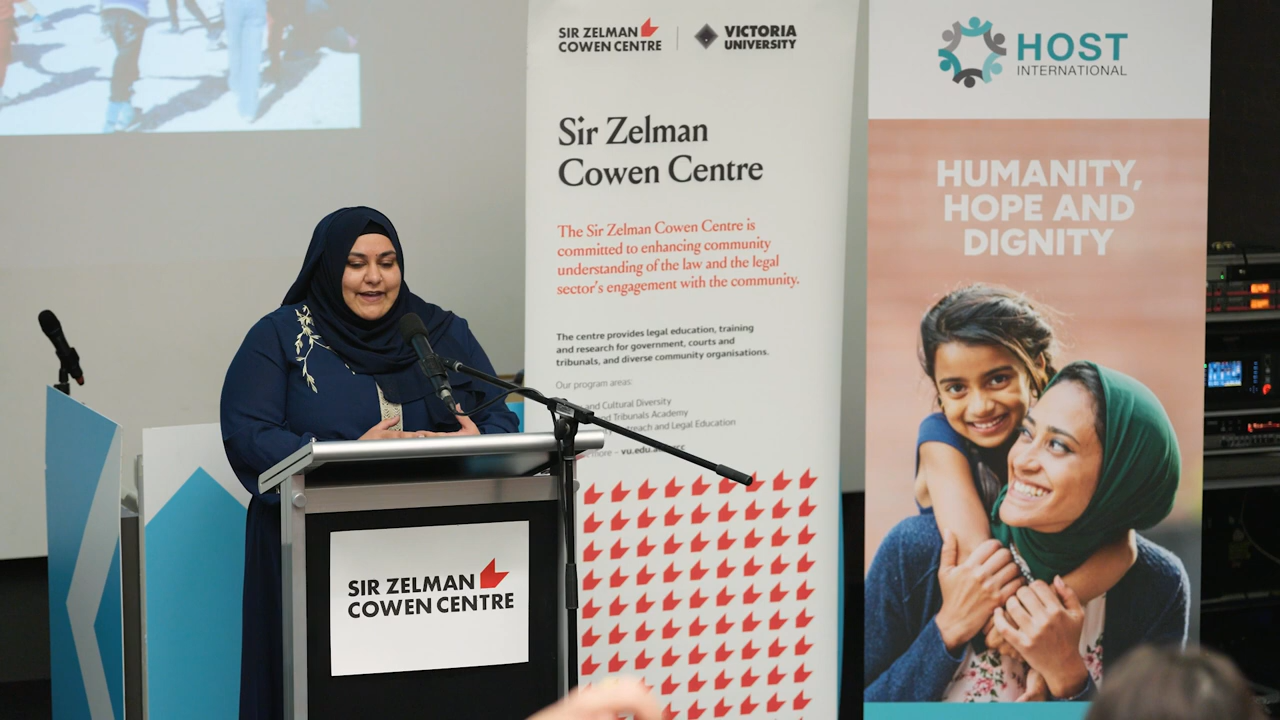 SIR ZELMAN
COWEN CENTRE
VICTORIA
UNIVERSITY
Sir Zelman
Cowen Centre
The Sir Zelman Cowen Centre is
committed to enhancing community
understanding of the law and the legal
sector's engagement with the community.
The centre provides legal education, training
and research for government, courts and
tribunals, and diverse community organisations.
Our program areas:
and Cultural Diversity
and Tribunals Academy
and Legal Education
more – vu.edu.au
HOST
INTERNATIONAL
HUMANITY,
HOPE AND
DIGNITY
SIR ZELMAN
COWEN CENTRE